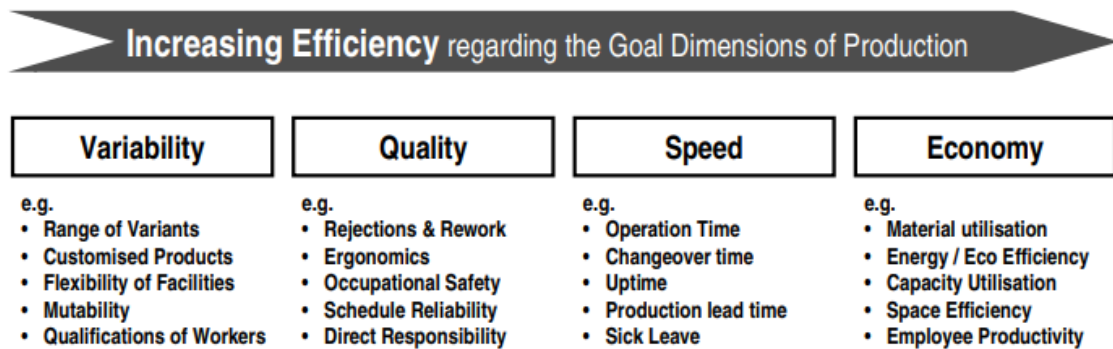 Increasing Efficiency regarding the Goal Dimensions of Production
Variability
e.g.
• Range of Variants
• Customised Products
• Flexibility of Facilities
• Mutability
• Qualifications of Workers
Quality
e.g.
• Rejections & Rework
• Ergonomics
• Occupational Safety
• Schedule Reliability
• Direct Responsibility
Speed
e.g.
• Operation Time
• Changeover time
• Uptime
• Production lead time
• Sick Leave
Economy
e.g.
• Material utilisation
• Energy / Eco Efficiency
• Capacity Utilisation
• Space Efficiency
• Employee Productivity